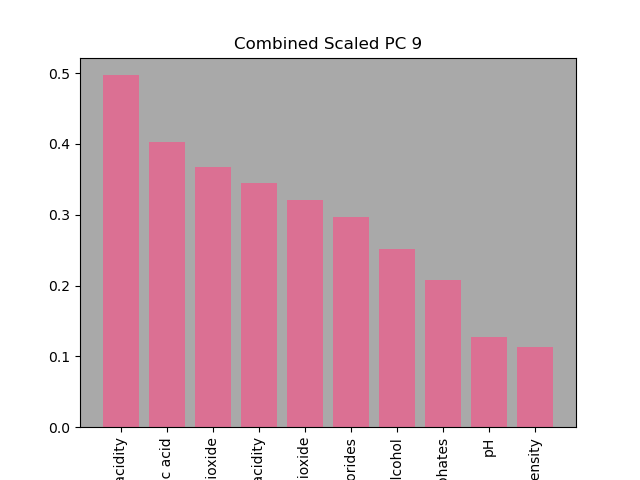 Combined Scaled PC 9
0.5
0.4
0.3
0.2
0.1
0.0
acidity
c acid
ioxide
acidity
ioxide
orides
lcohol
phates
pH
ensity